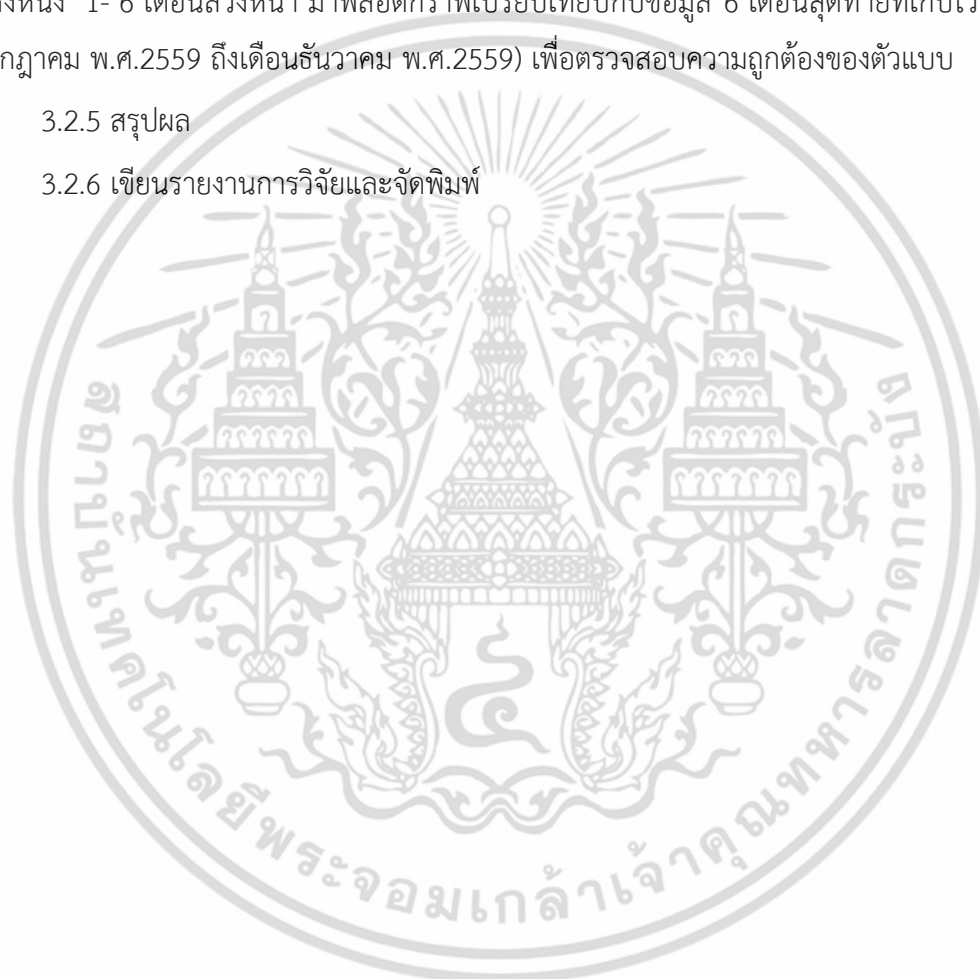 1- 6 เดือนล่วงหน้า มาพล็อตกราฟเปรียบเทียบกับข้อมูล 6 เดือนสุดท้ายที่เก็บไว้
กฎาคม พ.ศ.2559 ถึงเดือนธันวาคม พ.ศ.2559) เพื่อตรวจสอบความถูกต้องของตัวแบบ
3.2.5 สรุปผล
3.2.6 เขียนรายงานการวิจัยและจัดพิมพ์
สถาบันเทคโนโลยีพระจอมเกล้าเจ้าคุณทหารลาดกระบัง
๔